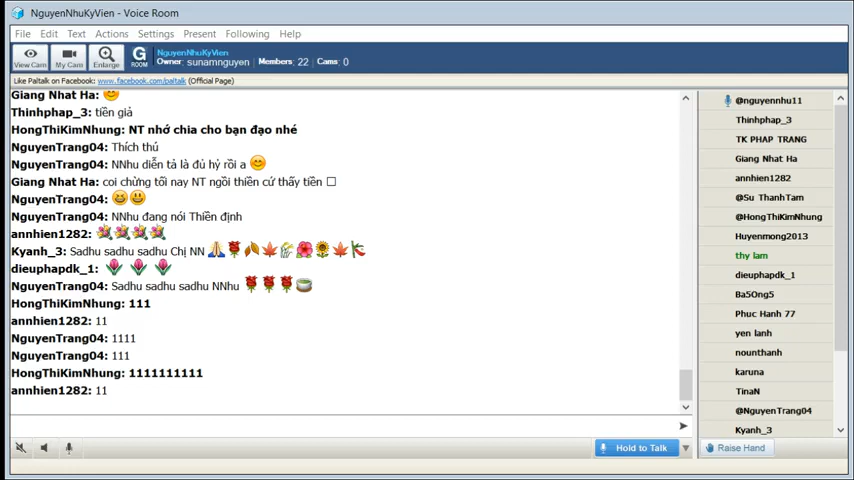 NguyenNhuKyVien - Voice Room
File Edit Text Actions Settings Present Following Help
View Cam My Cam Enlarge G ROOM
NguyenNhuKyVien
Owner: sunamnguyen Members: 22 Cams: 0
Like Paltalk on Facebook: www.facebook.com/paltalk (Official Page)
Giang Nhat Ha: 😊
Thinhphap_3: tiền giả
HongThiKimNhung: NT nhớ chia cho bạn đạo nhé
NguyenTrang04: Thích thú
NguyenTrang04: NNhu diễn tả là đủ hỷ rồi a 😊
Giang Nhat Ha: coi chừng tối nay NT ngồi thiền cứ thấy tiền □
NguyenTrang04: 😆😃
NguyenTrang04: NNhu đang nói Thiền định
annhien1282: 💐💐💐💐
Kyanh_3: Sadhu sadhu sadhu Chị NN 🙏🌹🍂🍁🌾🌺🌻🍁🎋
dieuphapdk_1: 🌷 🌷 🌷
NguyenTrang04: Sadhu sadhu sadhu NNhu 🌹🌹🌹🍵
HongThiKimNhung: 111
annhien1282: 11
NguyenTrang04: 1111
NguyenTrang04: 111
HongThiKimNhung: 1111111111
annhien1282: 11
@nguyennhu11
Thinhphap_3
TK PHAP TRANG
Giang Nhat Ha
annhien1282
@Su ThanhTam
@HongThiKimNhung
Huyenmong2013
thy lam
dieuphapdk_1
Ba5Ong5
Phuc Hanh 77
yen lanh
nounthanh
karuna
TinaN
@NguyenTrang04
Kyanh_3
Hold to Talk
Raise Hand